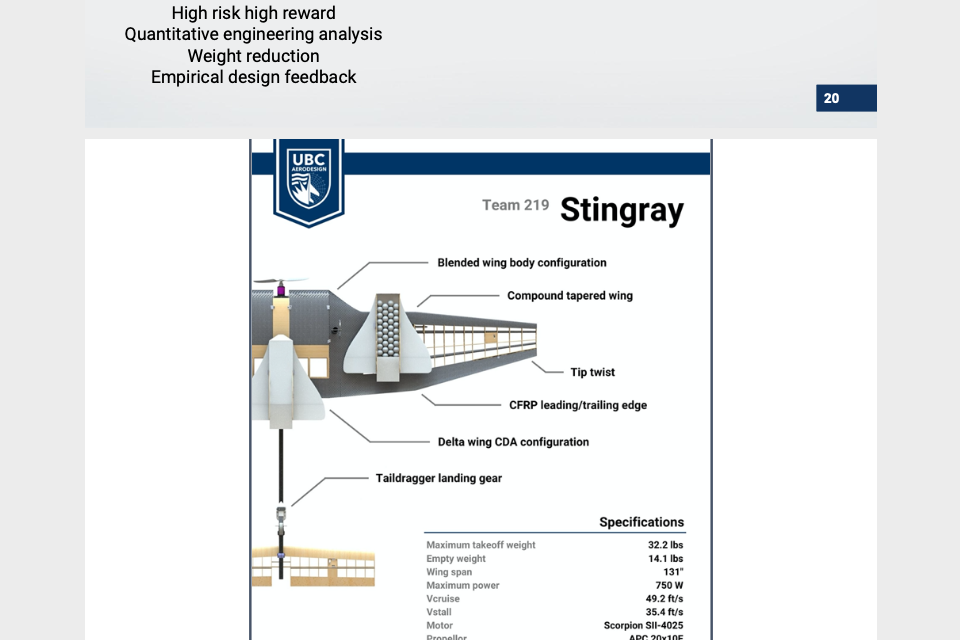 High risk high reward
Quantitative engineering analysis
Weight reduction
Empirical design feedback
20
UBC
AERODESIGN
Team 219 Stingray
Blended wing body configuration
Compound tapered wing
Tip twist
CFRP leading/trailing edge
Delta wing CDA configuration
Taildragger landing gear
Specifications
Maximum takeoff weight 32.2 lbs
Empty weight 14.1 lbs
Wing span 131"
Maximum power 750 W
Vcruise 49.2 ft/s
Vstall 35.4 ft/s
Motor Scorpion SII-4025
Propellor APC 20x10E